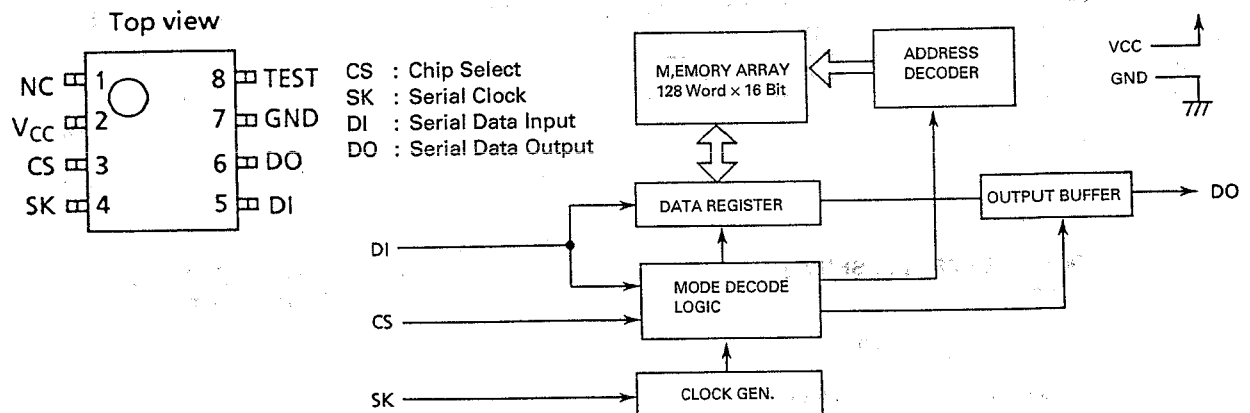 Top view
NC 1 8 TEST
VCC 2 7 GND
CS 3 6 DO
SK 4 5 DI
CS : Chip Select
SK : Serial Clock
DI : Serial Data Input
DO : Serial Data Output
M,EMORY ARRAY
128 Word × 16 Bit
ADDRESS
DECODER
VCC
GND
DATA REGISTER
OUTPUT BUFFER
DO
DI
MODE DECODE
LOGIC
CS
CLOCK GEN.
SK